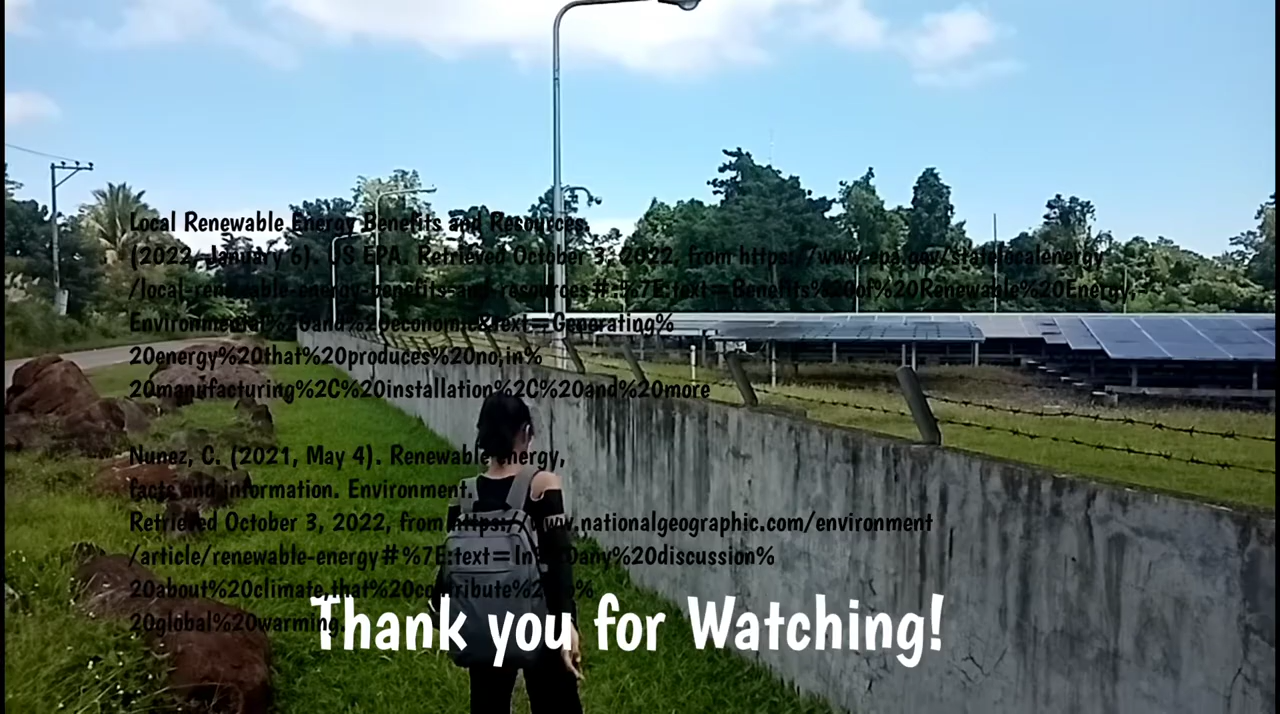 Local Renewable Energy Benefits and Resources.
(2022, January 6). US EPA. Retrieved October 3, 2022, from https://www.epa.gov/statelocalenergy
/local-renewable-energy-benefits-and-resources#:%7E:text=Benefits%20of%20Renewable%20Energy,-
Environmental%20and%20economic&text=Generating%
20energy%20that%20produces%20no,in%
20manufacturing%2C%20installation%2C%20and%20more
Nunez, C. (2021, May 4). Renewable energy,
facts and information. Environment.
Retrieved October 3, 2022, from https://www.nationalgeographic.com/environment
/article/renewable-energy#:%7E:text=In%20any%20discussion%
20about%20climate,that%20contribute%20to%
20global%20warming.
Thank you for Watching!